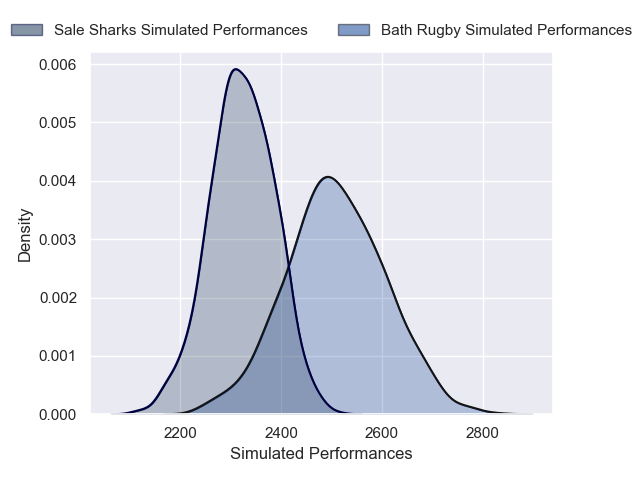 Sale Sharks Simulated Performances
Bath Rugby Simulated Performances
0.006
0.005
0.004
0.003
0.002
0.001
0.000
Density
2200
2400
2600
2800
Simulated Performances